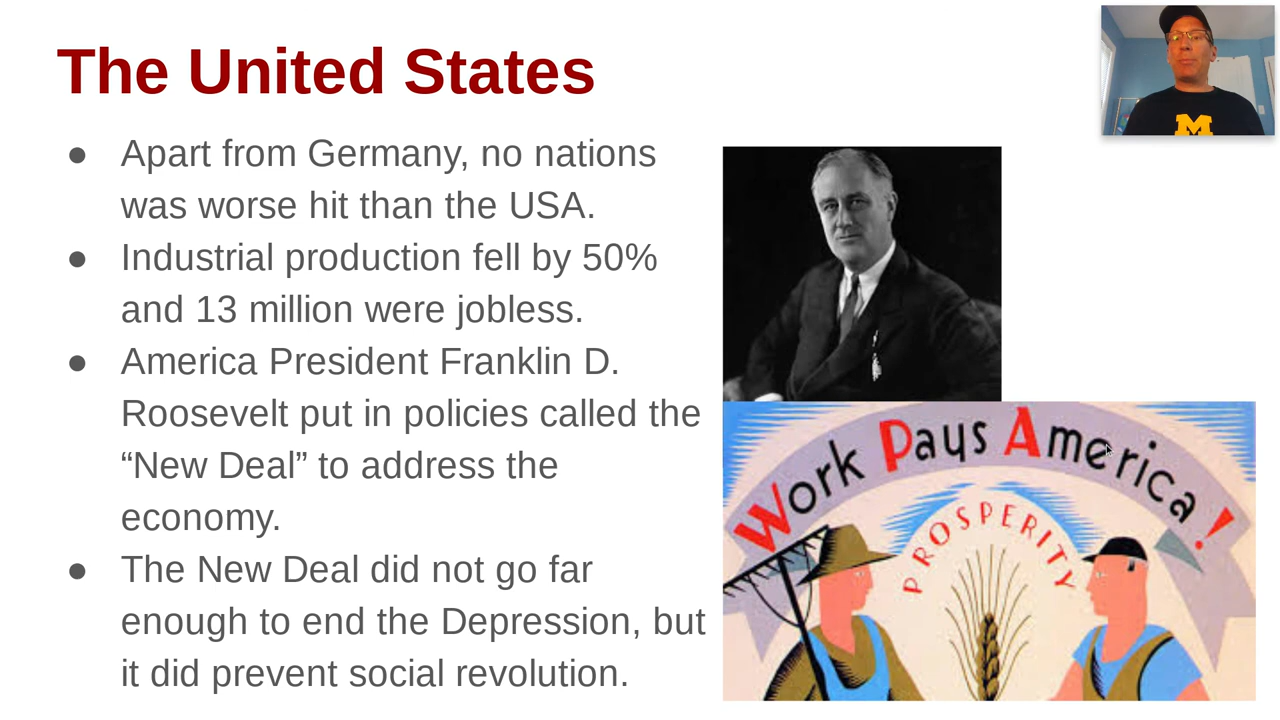 The United States
● Apart from Germany, no nations
was worse hit than the USA.
● Industrial production fell by 50%
and 13 million were jobless.
● America President Franklin D.
Roosevelt put in policies called the
“New Deal” to address the
economy.
● The New Deal did not go far
enough to end the Depression, but
it did prevent social revolution.
M
Work Pays America!
PROSPERITY